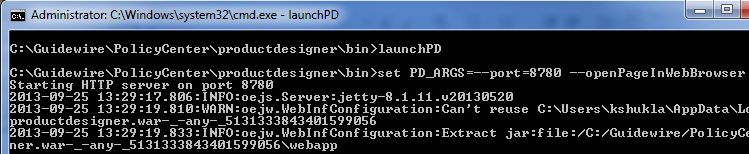 Administrator: C:\Windows\system32\cmd.exe - launchPD
C:\Guidewire\PolicyCenter\productdesigner\bin>launchPD
C:\Guidewire\PolicyCenter\productdesigner\bin>set PD_ARGS=--port=8780 --openPageInWebBrowser
Starting HTTP server on port 8780
2013-09-25 13:29:17.806:INFO:oejs.Server:jetty-8.1.11.v20130520
2013-09-25 13:29:19.810:WARN:oejw.WebInfConfiguration:Can't reuse C:\Users\kshukla\AppData\Lo
productdesigner.war-_-any-_5131333843401599056
2013-09-25 13:29:19.833:INFO:oejw.WebInfConfiguration:Extract jar:file:/C:/Guidewire/PolicyCe
ner.war-_-any-_5131333843401599056\webapp